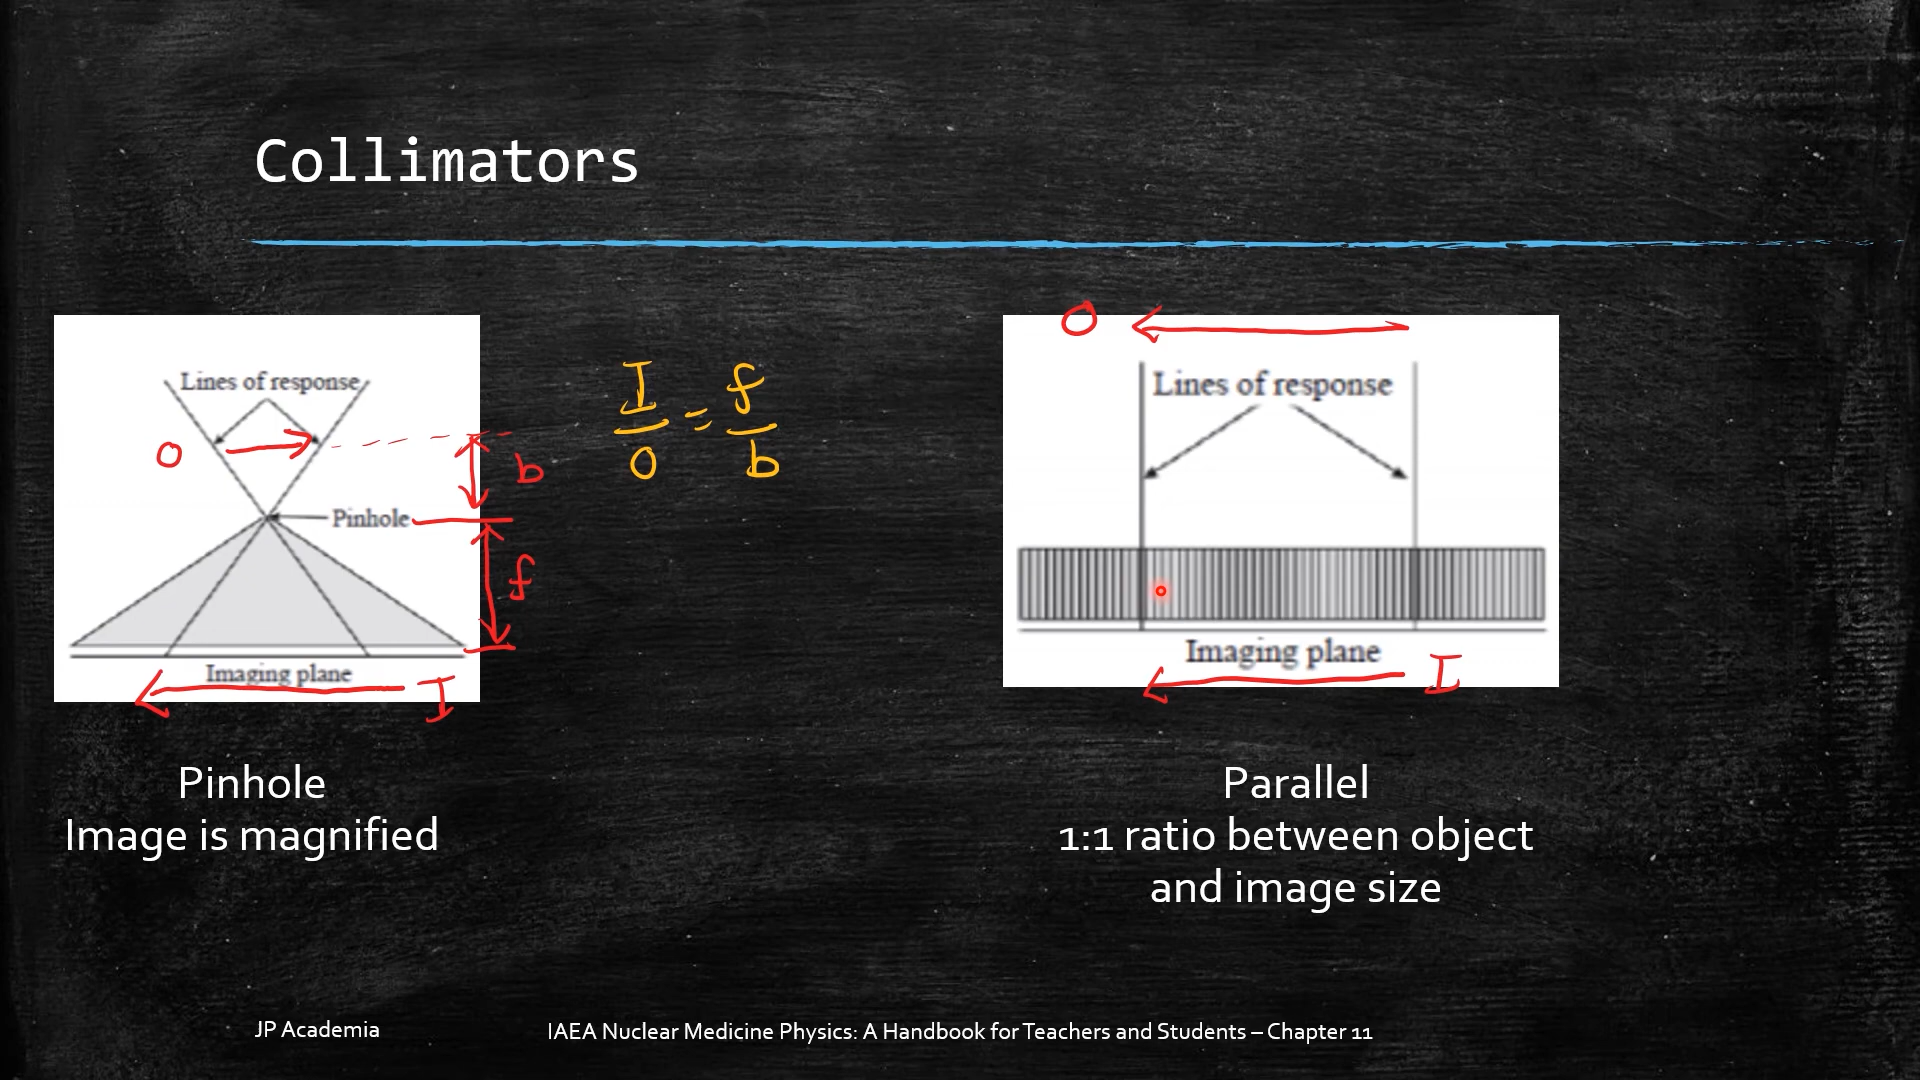 Collimators
Lines of response
O
b
Pinhole
f
Imaging plane
I
I/O = f/b
O
Lines of response
Imaging plane
I
Pinhole
Image is magnified
Parallel
1:1 ratio between object
and image size
JP Academia
IAEA Nuclear Medicine Physics: A Handbook for Teachers and Students – Chapter 11